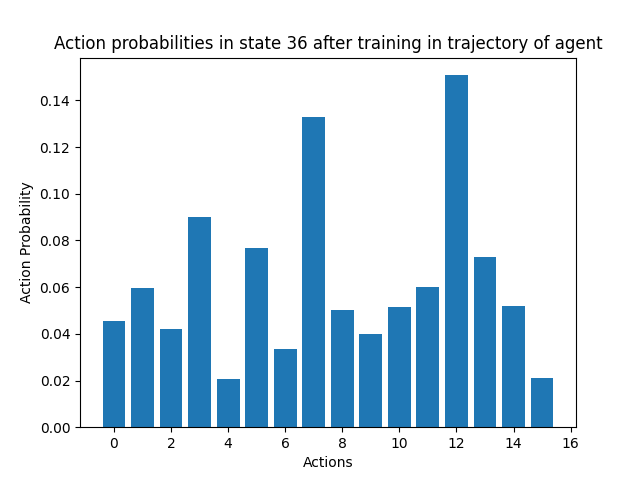 Action probabilities in state 36 after training in trajectory of agent
0.14
0.12
0.10
0.08
0.06
0.04
0.02
0.00
Action Probability
0 2 4 6 8 10 12 14 16
Actions